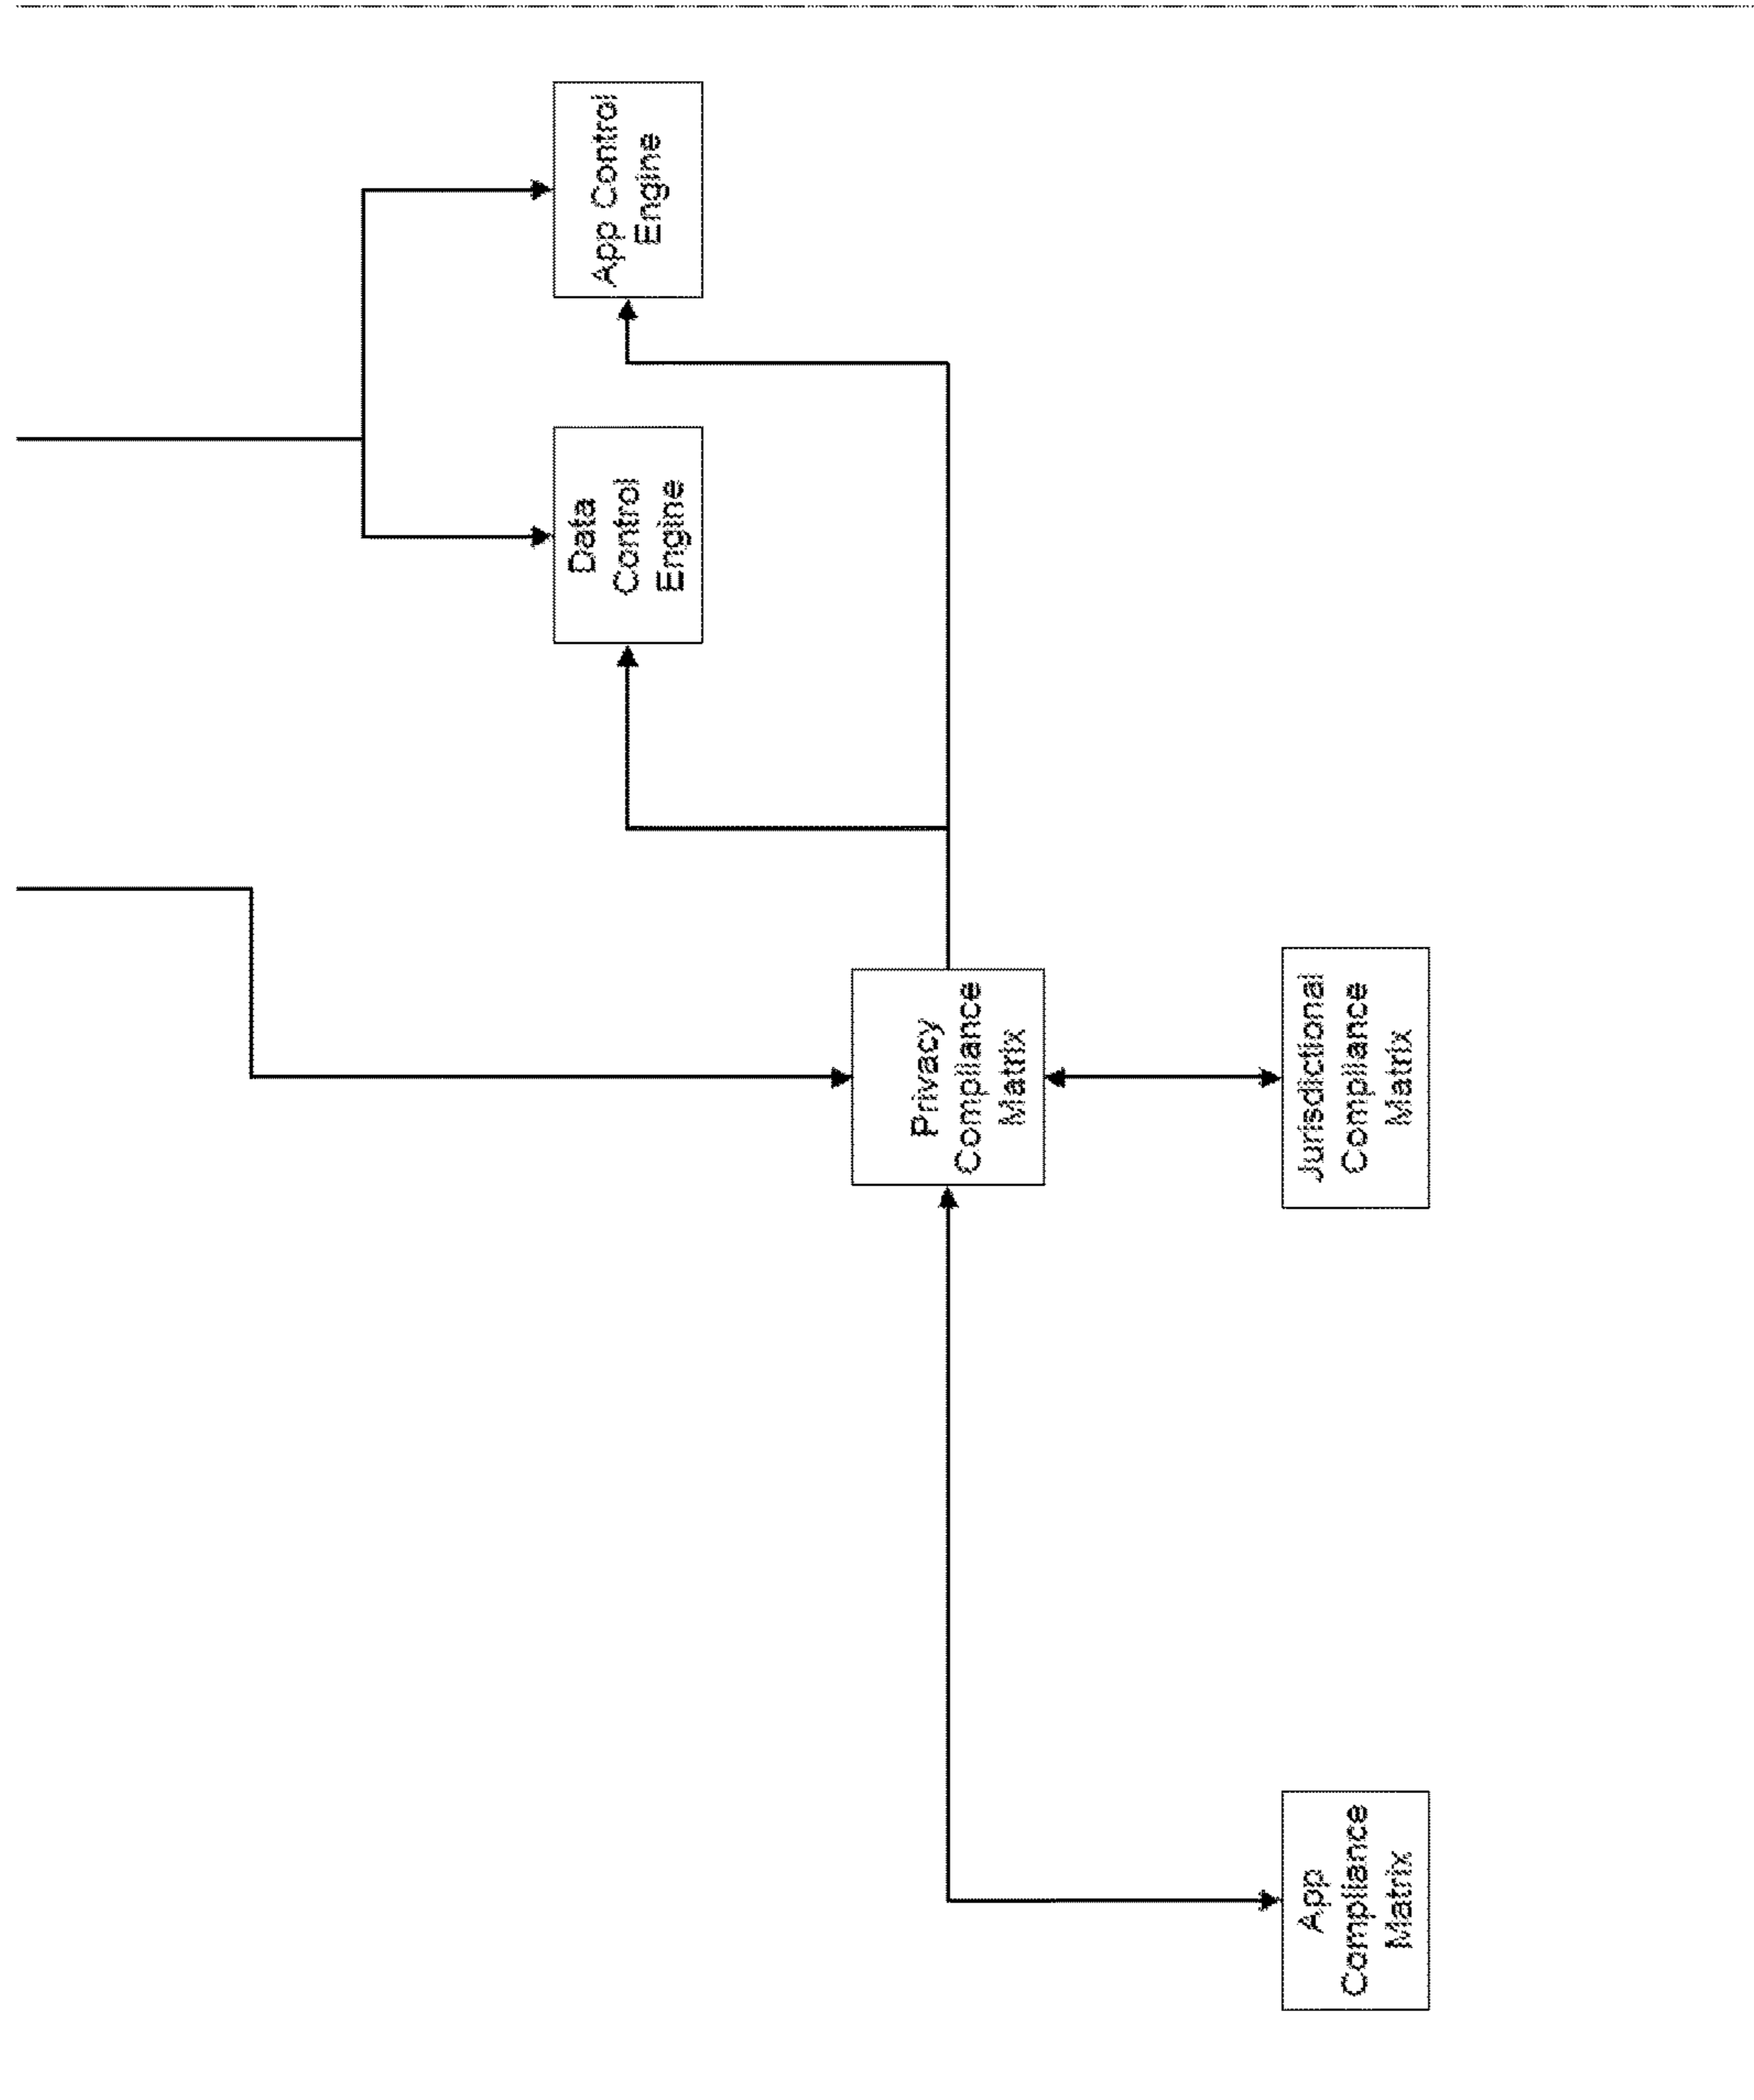 App Control
Engine
Data
Control
Engine
Privacy
Compliance
Matrix
Jurisdictional
Compliance
Matrix
App
Compliance
Matrix